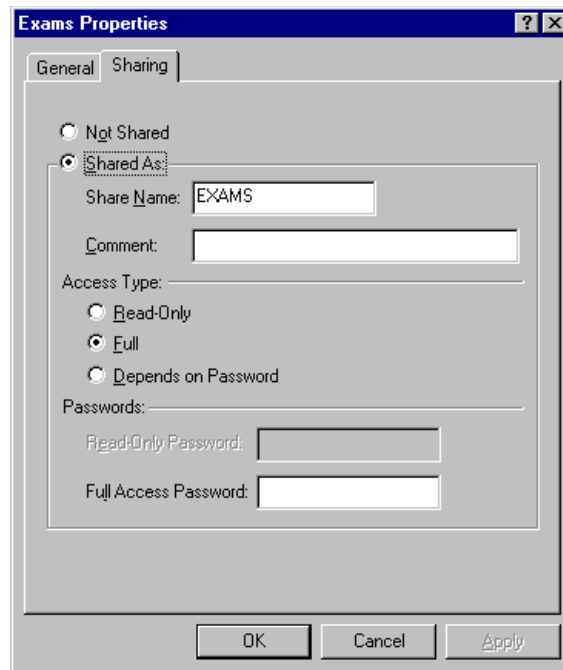 Exams Properties
General Sharing
Not Shared
Shared As:
Share Name: EXAMS
Comment:
Access Type:
Read-Only
Full
Depends on Password
Passwords:
Read-Only Password:
Full Access Password:
OK Cancel Apply